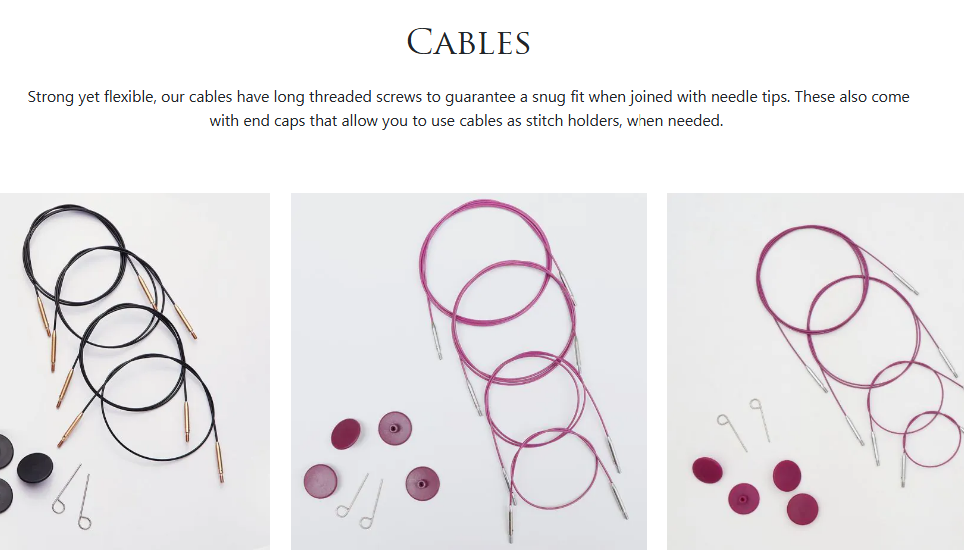 CABLES
Strong yet flexible, our cables have long threaded screws to guarantee a snug fit when joined with needle tips. These also come
with end caps that allow you to use cables as stitch holders, when needed.